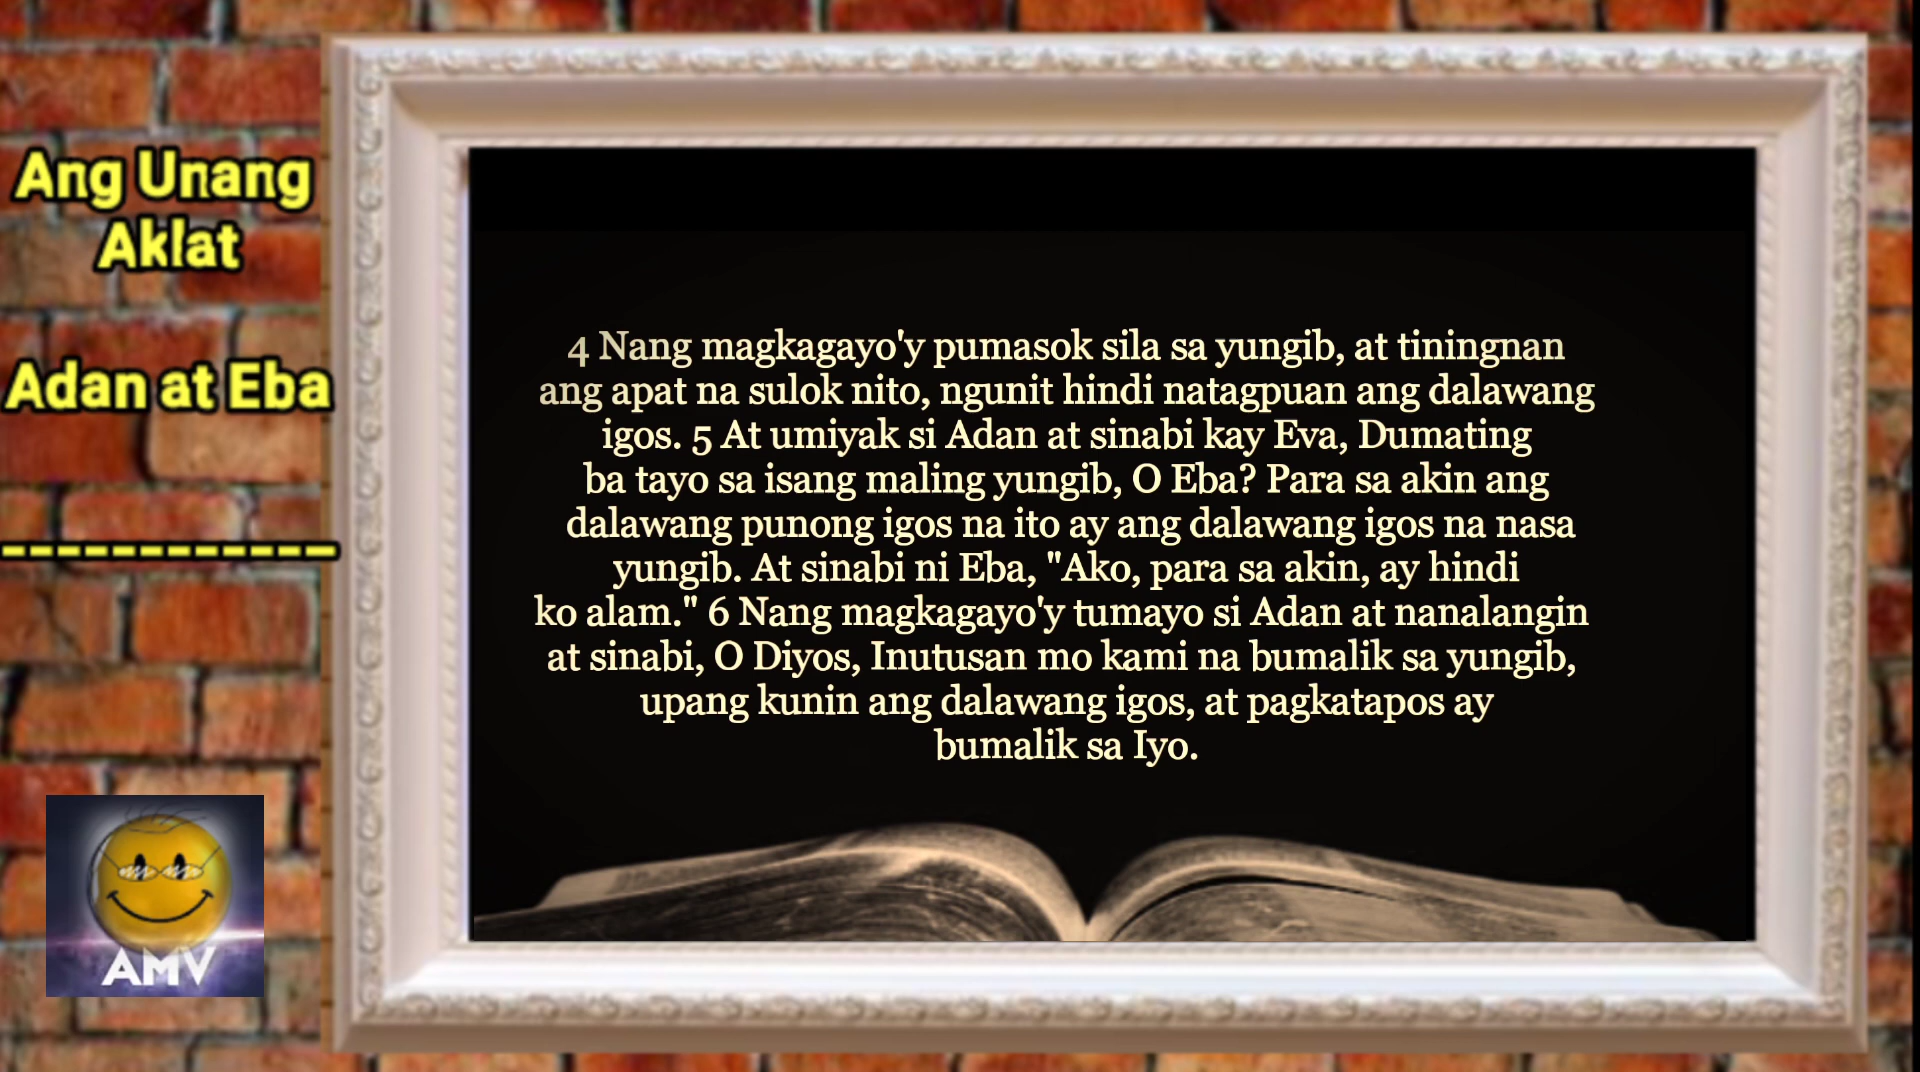 Ang Unang
Aklat
Adan at Eba
--------------
4 Nang magkagayo'y pumasok sila sa yungib, at tiningnan
ang apat na sulok nito, ngunit hindi natagpuan ang dalawang
igos. 5 At umiyak si Adan at sinabi kay Eva, Dumating
ba tayo sa isang maling yungib, O Eba? Para sa akin ang
dalawang punong igos na ito ay ang dalawang igos na nasa
yungib. At sinabi ni Eba, "Ako, para sa akin, ay hindi
ko alam." 6 Nang magkagayo'y tumayo si Adan at nanalangin
at sinabi, O Diyos, Inutusan mo kami na bumalik sa yungib,
upang kunin ang dalawang igos, at pagkatapos ay
bumalik sa Iyo.
AMV